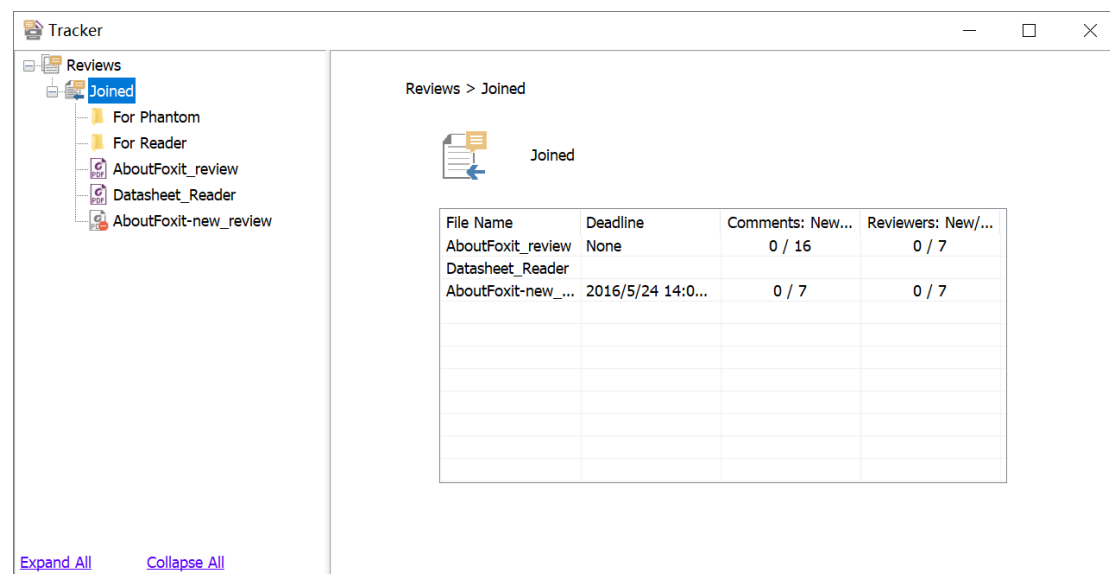 Tracker
Reviews
Joined
For Phantom
For Reader
AboutFoxit_review
Datasheet_Reader
AboutFoxit-new_review
Expand All Collapse All
Reviews > Joined
Joined
File Name Deadline Comments: New... Reviewers: New/...
AboutFoxit_review None 0 / 16 0 / 7
Datasheet_Reader
AboutFoxit-new_... 2016/5/24 14:0... 0 / 7 0 / 7